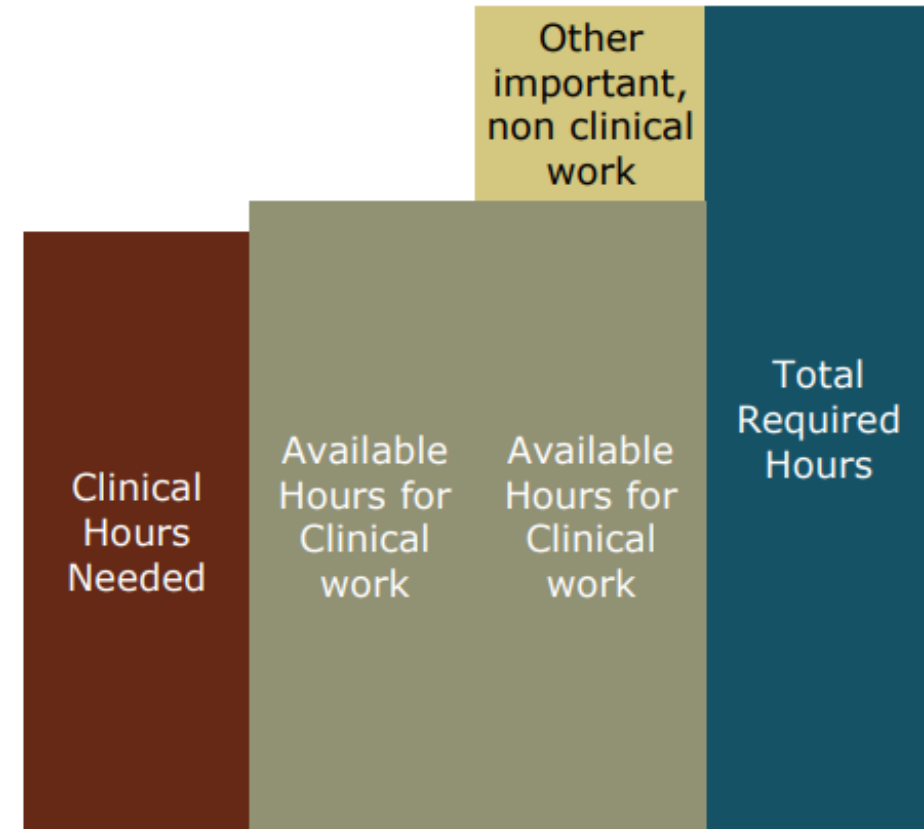 Other
important,
non clinical
work
Clinical
Hours
Needed
Available
Hours for
Clinical
work
Available
Hours for
Clinical
work
Total
Required
Hours